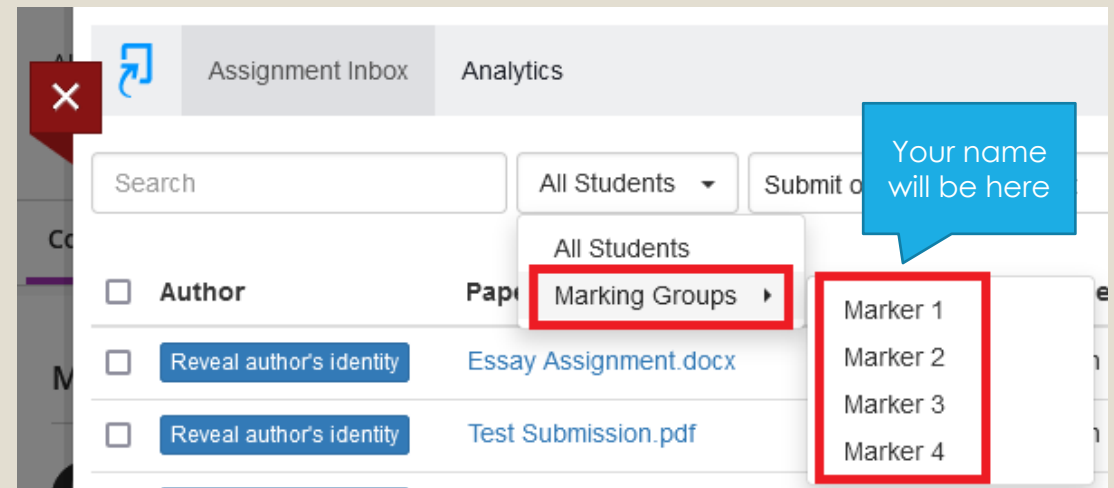 Assignment Inbox
Analytics
Your name
will be here
Search
All Students
Submit o
All Students
Marking Groups
Author
Pape
Marker 1
Marker 2
Marker 3
Marker 4
Reveal author's identity
Essay Assignment.docx
Reveal author's identity
Test Submission.pdf